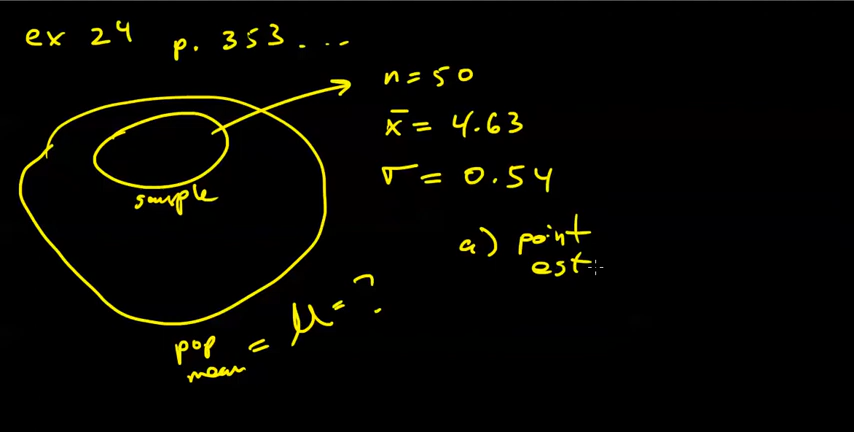 ex 24 p. 353 ...
n = 50
x̄ = 4.63
σ = 0.54
sample
a) point
est
pop mean = μ = ?